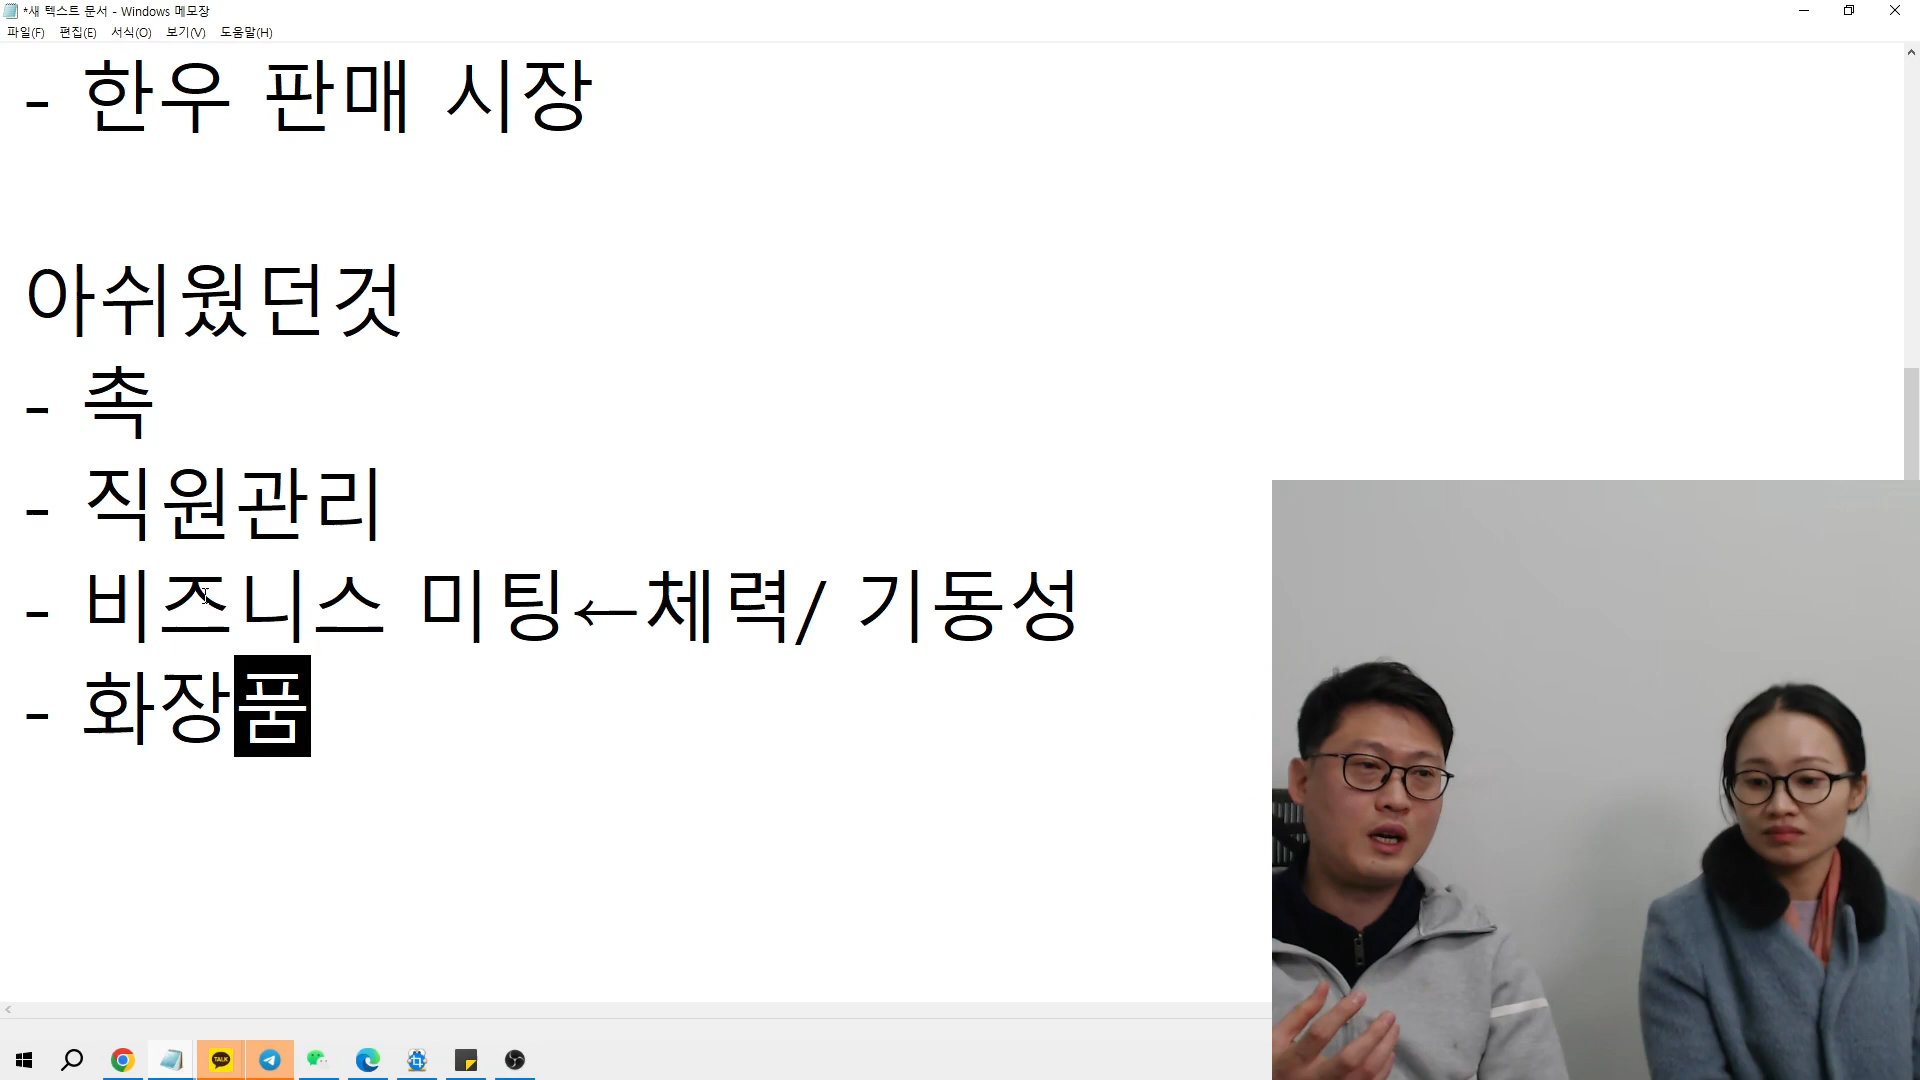 *새 텍스트 문서 - Windows 메모장
파일(F) 편집(E) 서식(O) 보기(V) 도움말(H)
- 한우 판매 시장
아쉬웠던것
- 촉
- 직원관리
- 비즈니스 미팅←체력/ 기동성
- 화장품
TALK